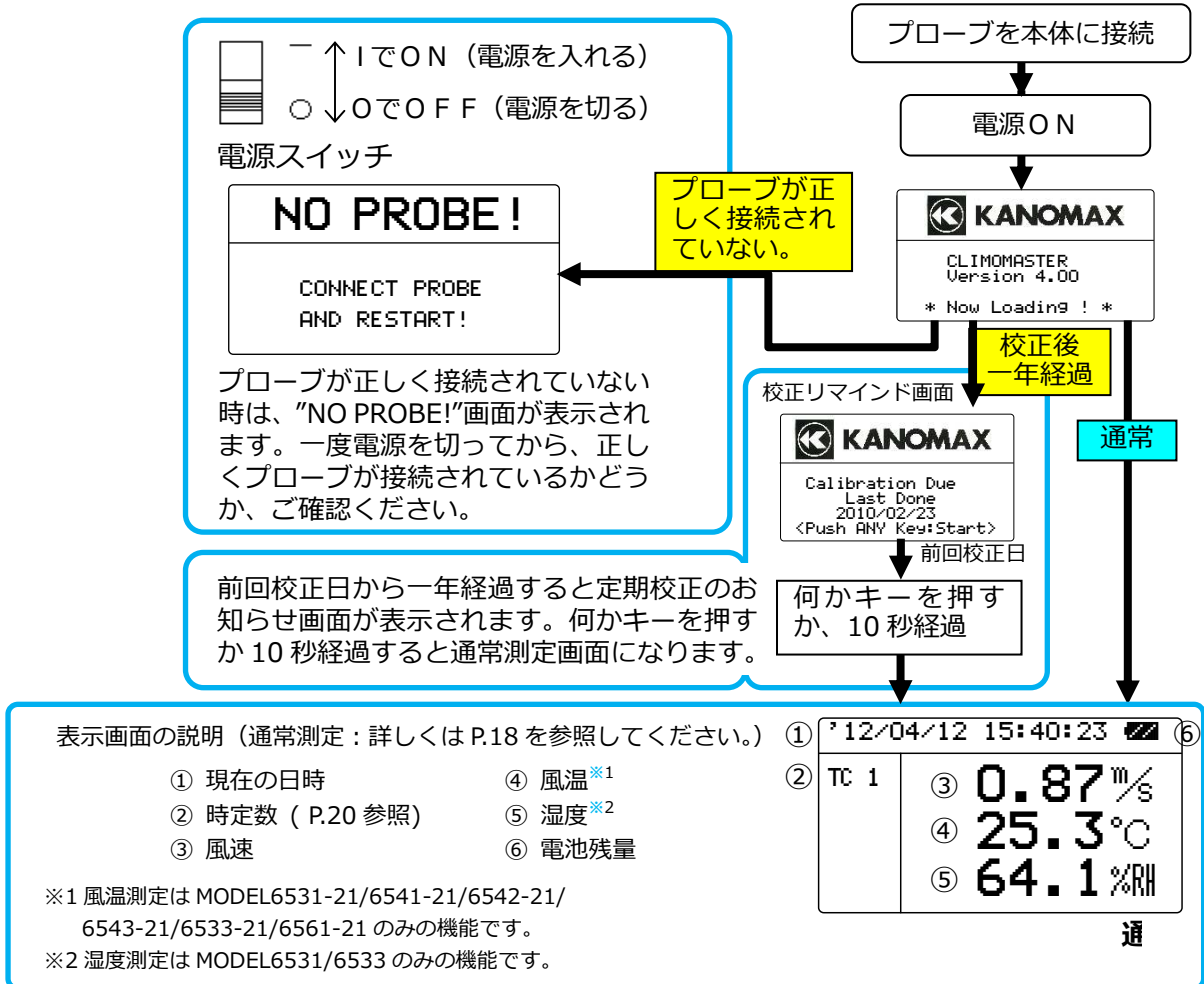 プローブを本体に接続
電源ON
KANOMAX
CLIMOMASTER
Version 4.00
* Now Loading ! *
IでON（電源を入れる）
OでOFF（電源を切る）
電源スイッチ
NO PROBE!
CONNECT PROBE
AND RESTART!
プローブが正しく接続されていない
時は、”NO PROBE!”画面が表示され
ます。一度電源を切ってから、正し
くプローブが接続されているかどう
か、ご確認ください。
プローブが正
しく接続され
ていない。
校正後
一年経過
通常
校正リマインド画面
KANOMAX
Calibration Due
Last Done
2010/02/23
<Push ANY Key:Start>
前回校正日
前回校正日から一年経過すると定期校正のお
知らせ画面が表示されます。何かキーを押す
か 10 秒経過すると通常測定画面になります。
何かキーを押す
か、10 秒経過
表示画面の説明（通常測定：詳しくは P.18 を参照してください。）
① 現在の日時
② 時定数 ( P.20 参照)
③ 風速
④ 風温※1
⑤ 湿度※2
⑥ 電池残量
※1 風温測定は MODEL6531-21/6541-21/6542-21/
6543-21/6533-21/6561-21 のみの機能です。
※2 湿度測定は MODEL6531/6533 のみの機能です。
① ’12/04/12 15:40:23 ⑥
② TC 1
③ 0.87 m/s
④ 25.3 ℃
⑤ 64.1 %RH
通